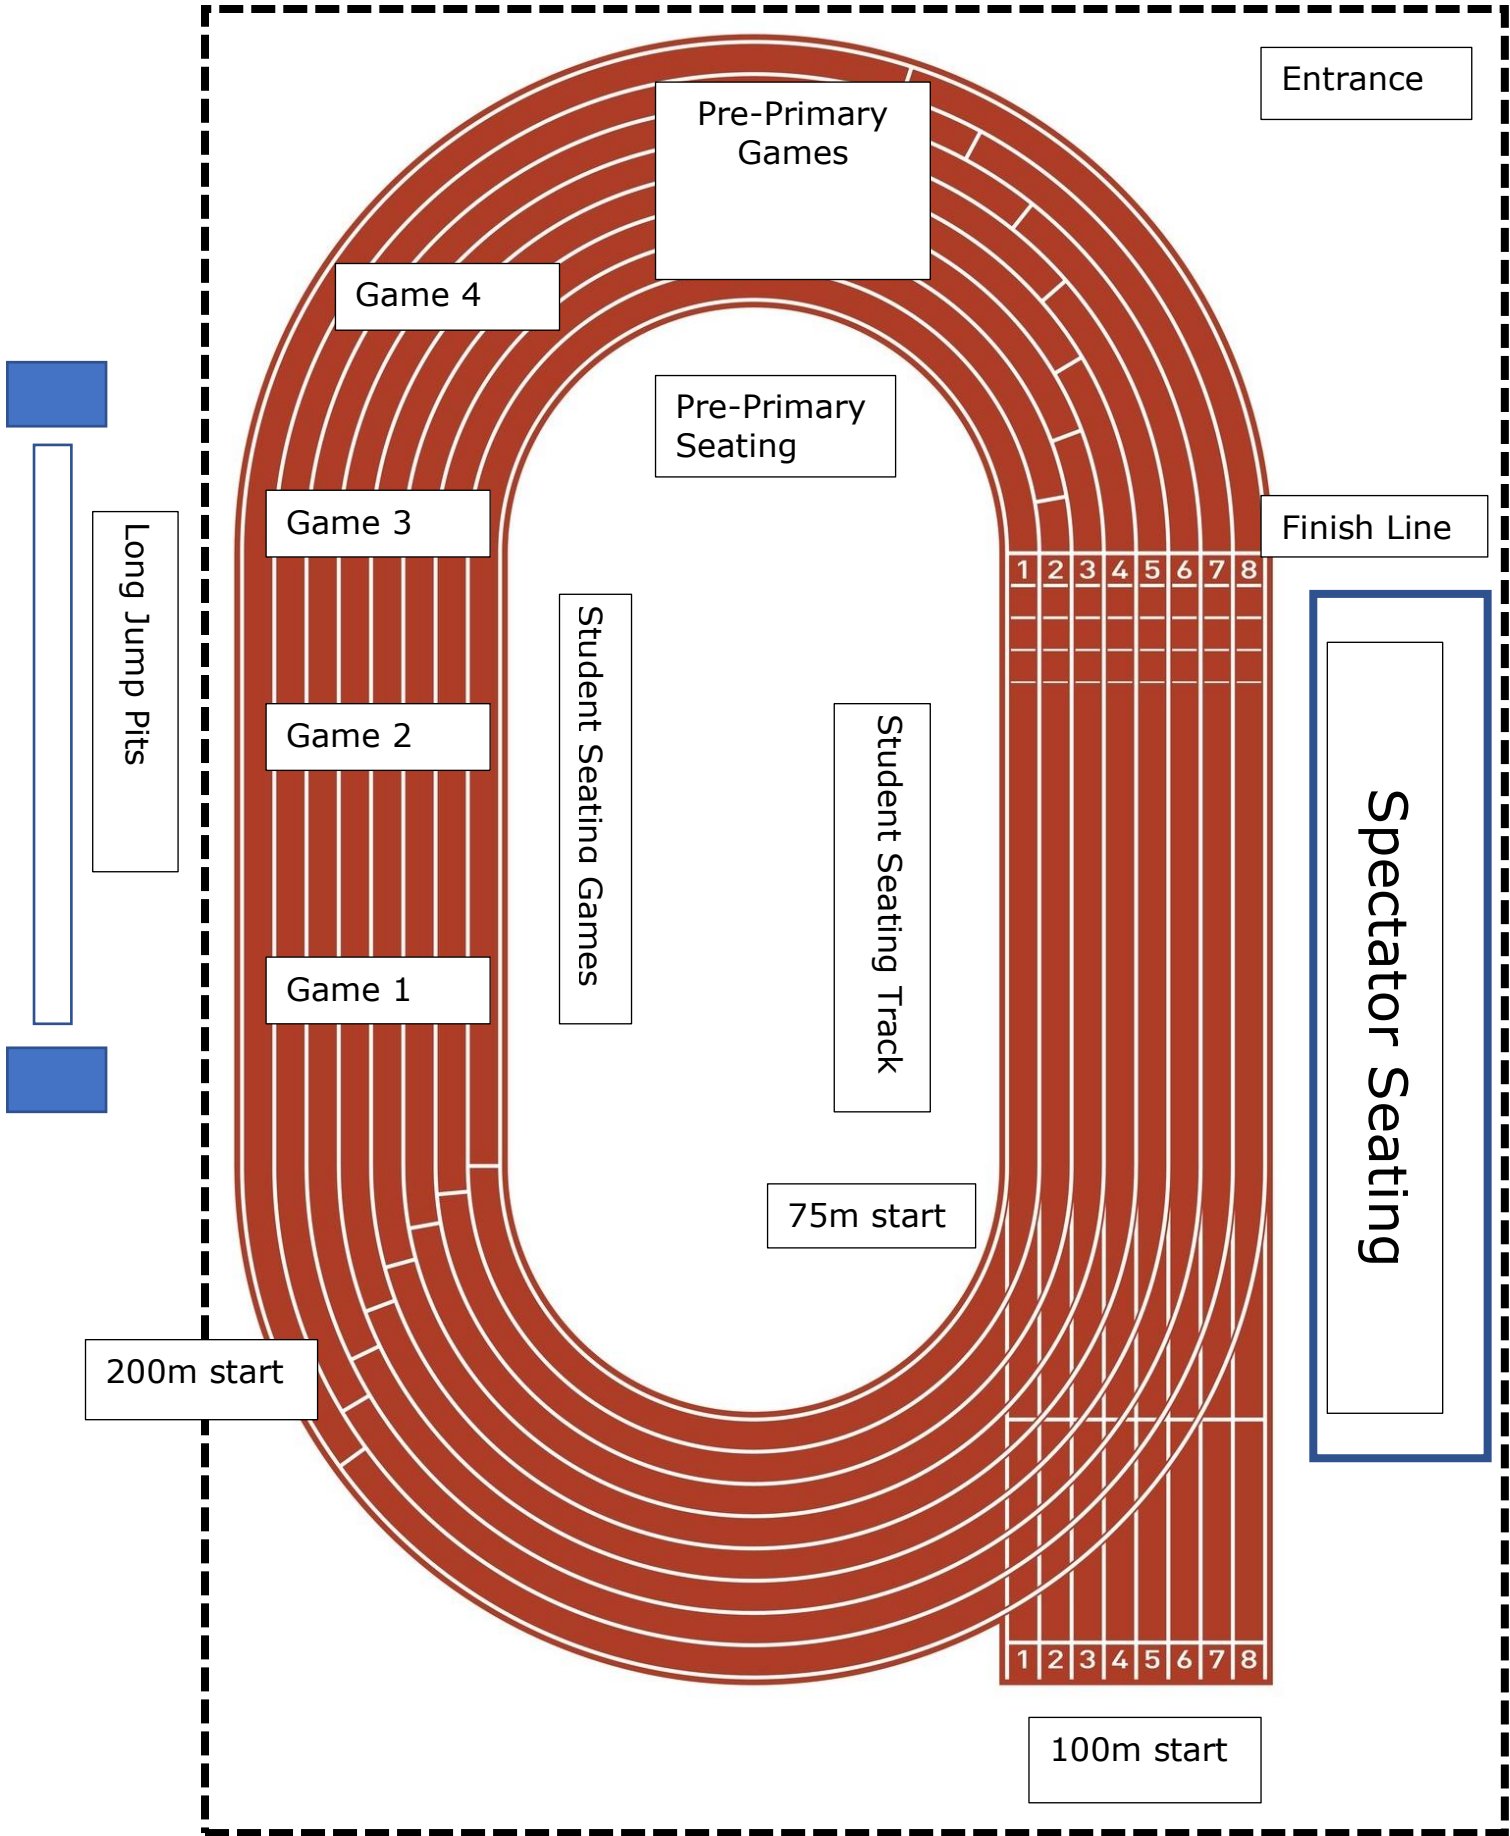 Entrance
Pre-Primary
Games
Game 4
Pre-Primary
Seating
Game 3
Finish Line
1 2 3 4 5 6 7 8
Long Jump Pits
Student Seating Games
Game 2
Student Seating Track
Spectator Seating
Game 1
75m start
200m start
1 2 3 4 5 6 7 8
100m start